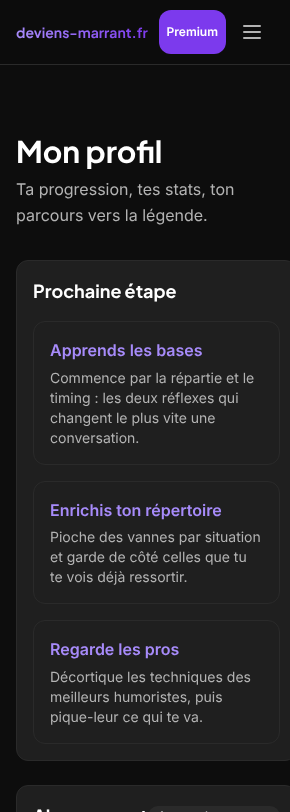 deviens-marrant.fr
Premium
Mon profil
Ta progression, tes stats, ton
parcours vers la légende.
Prochaine étape
Apprends les bases
Commence par la répartie et le
timing : les deux réflexes qui
changent le plus vite une
conversation.
Enrichis ton répertoire
Pioche des vannes par situation
et garde de côté celles que tu
te vois déjà ressortir.
Regarde les pros
Décortique les techniques des
meilleurs humoristes, puis
pique-leur ce qui te va.